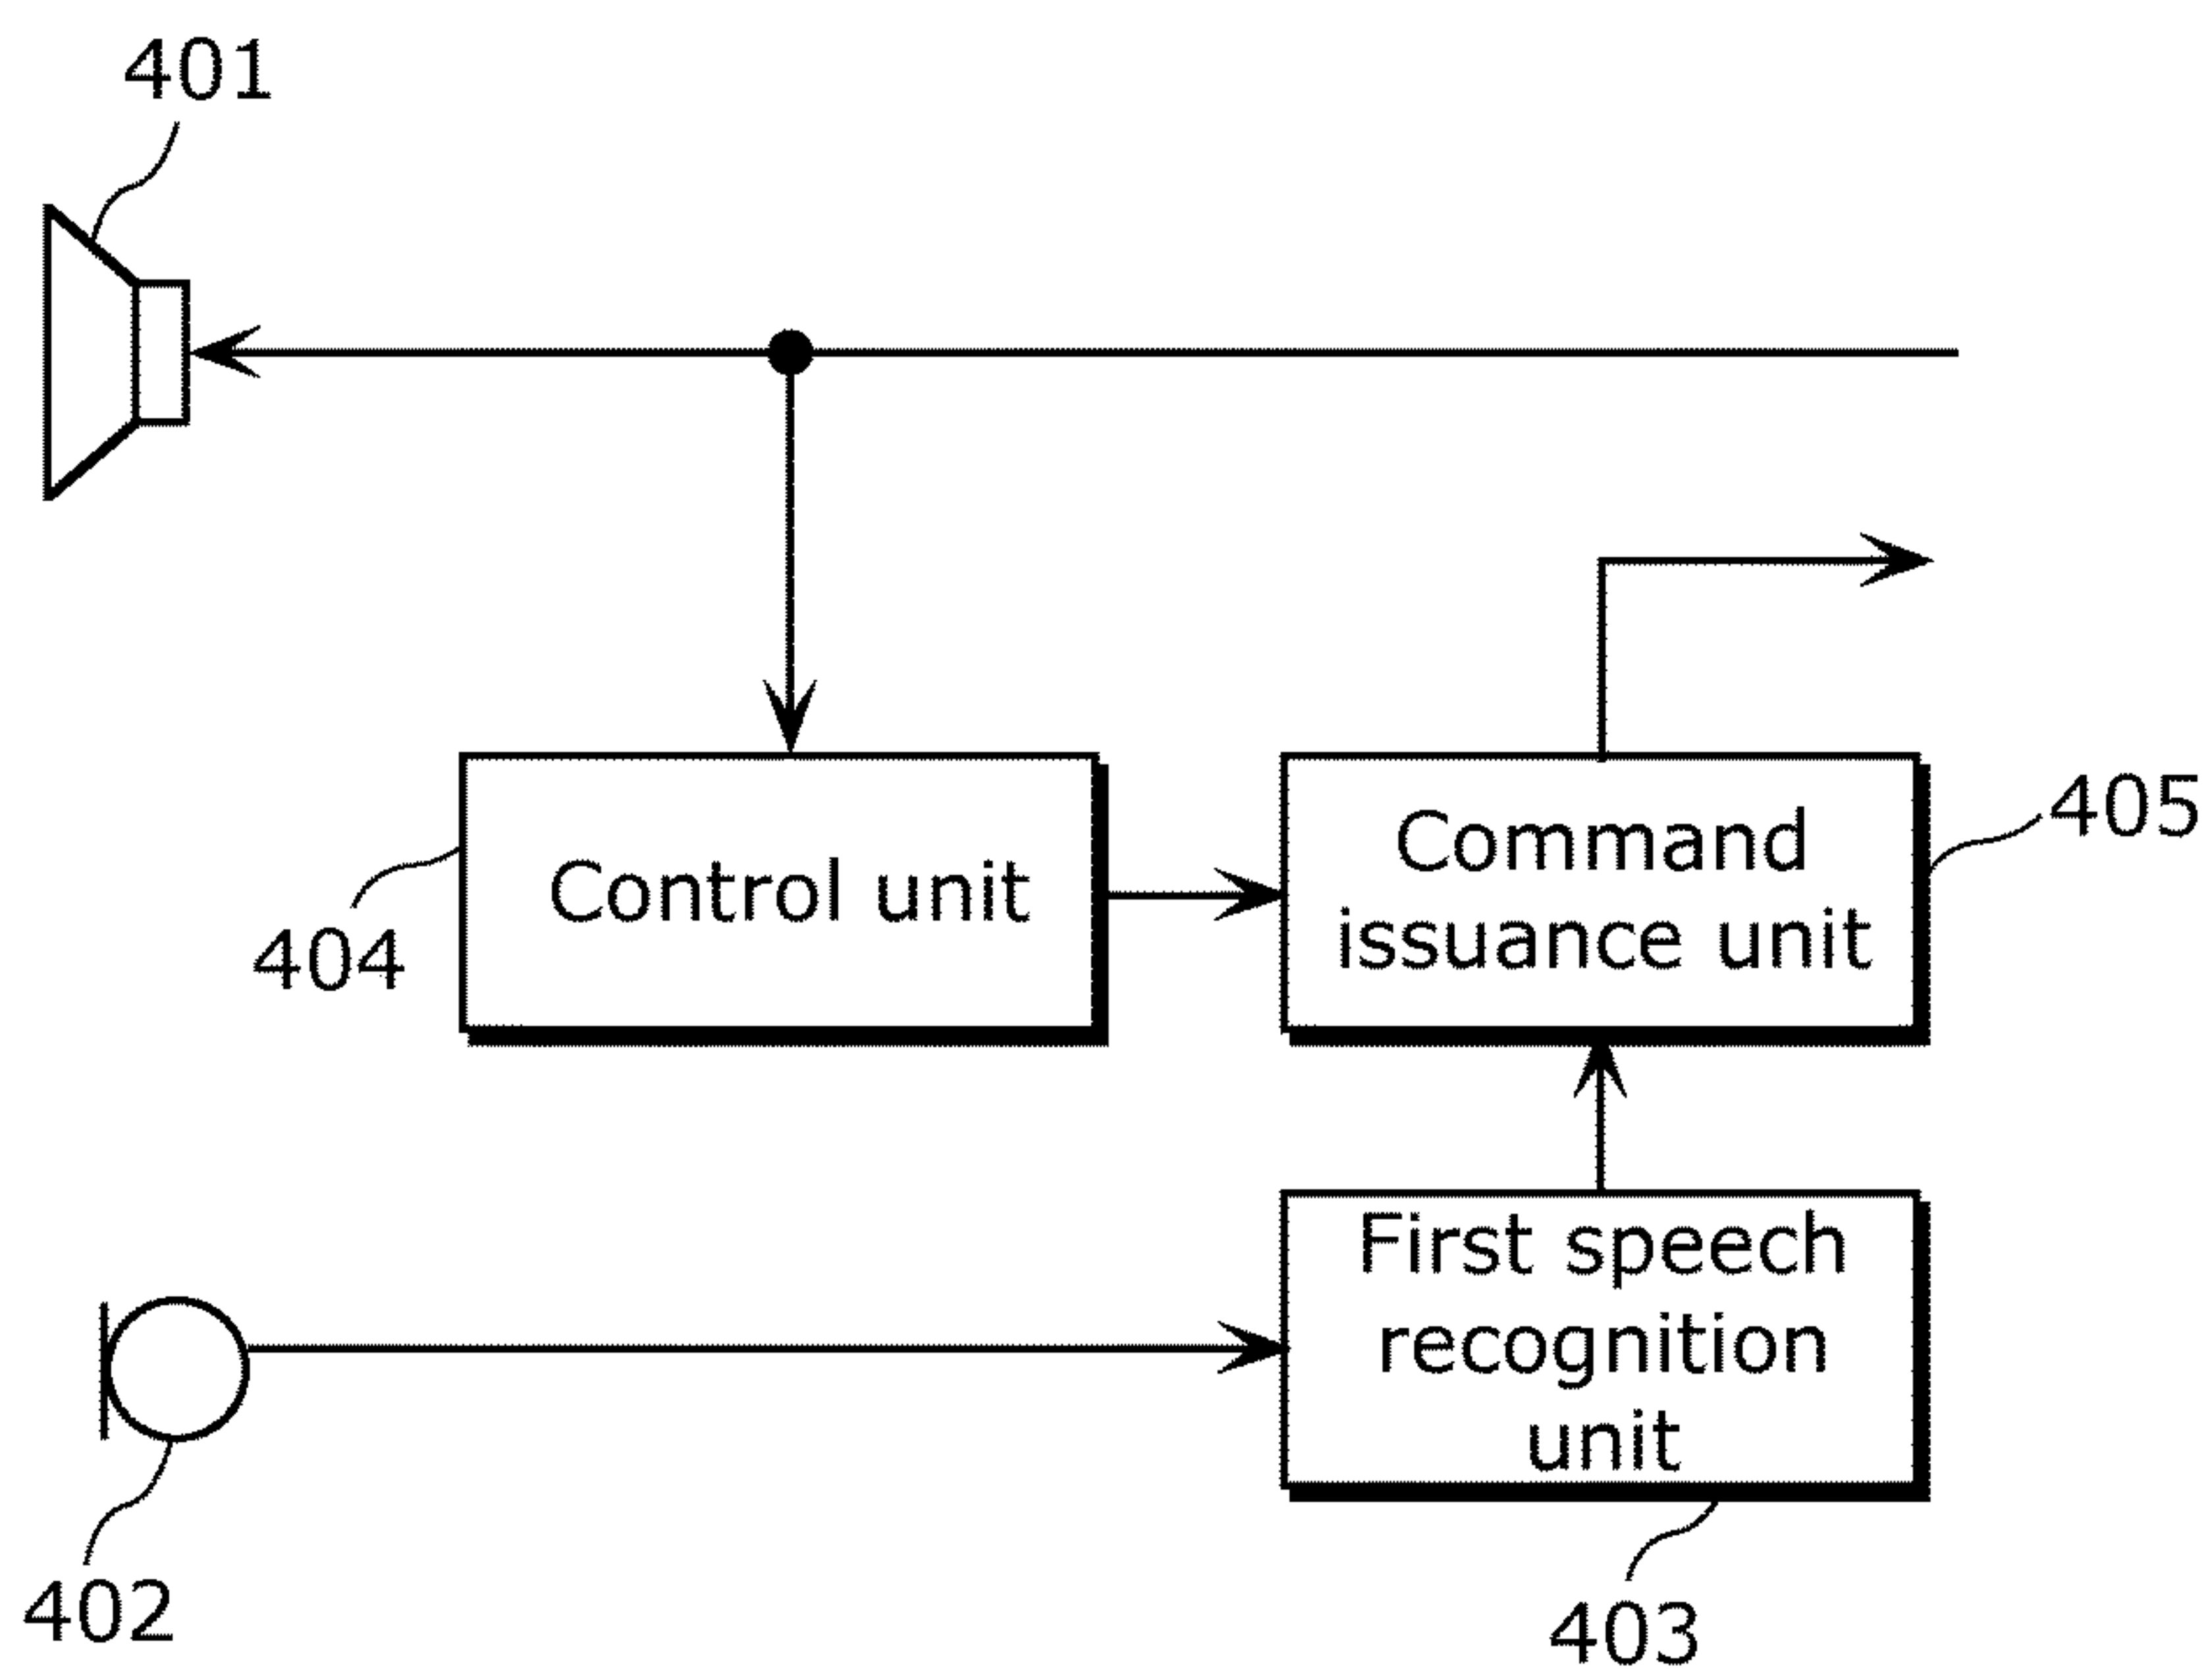 401
Control unit
404
Command
issuance unit
405
First speech
recognition
unit
402
403